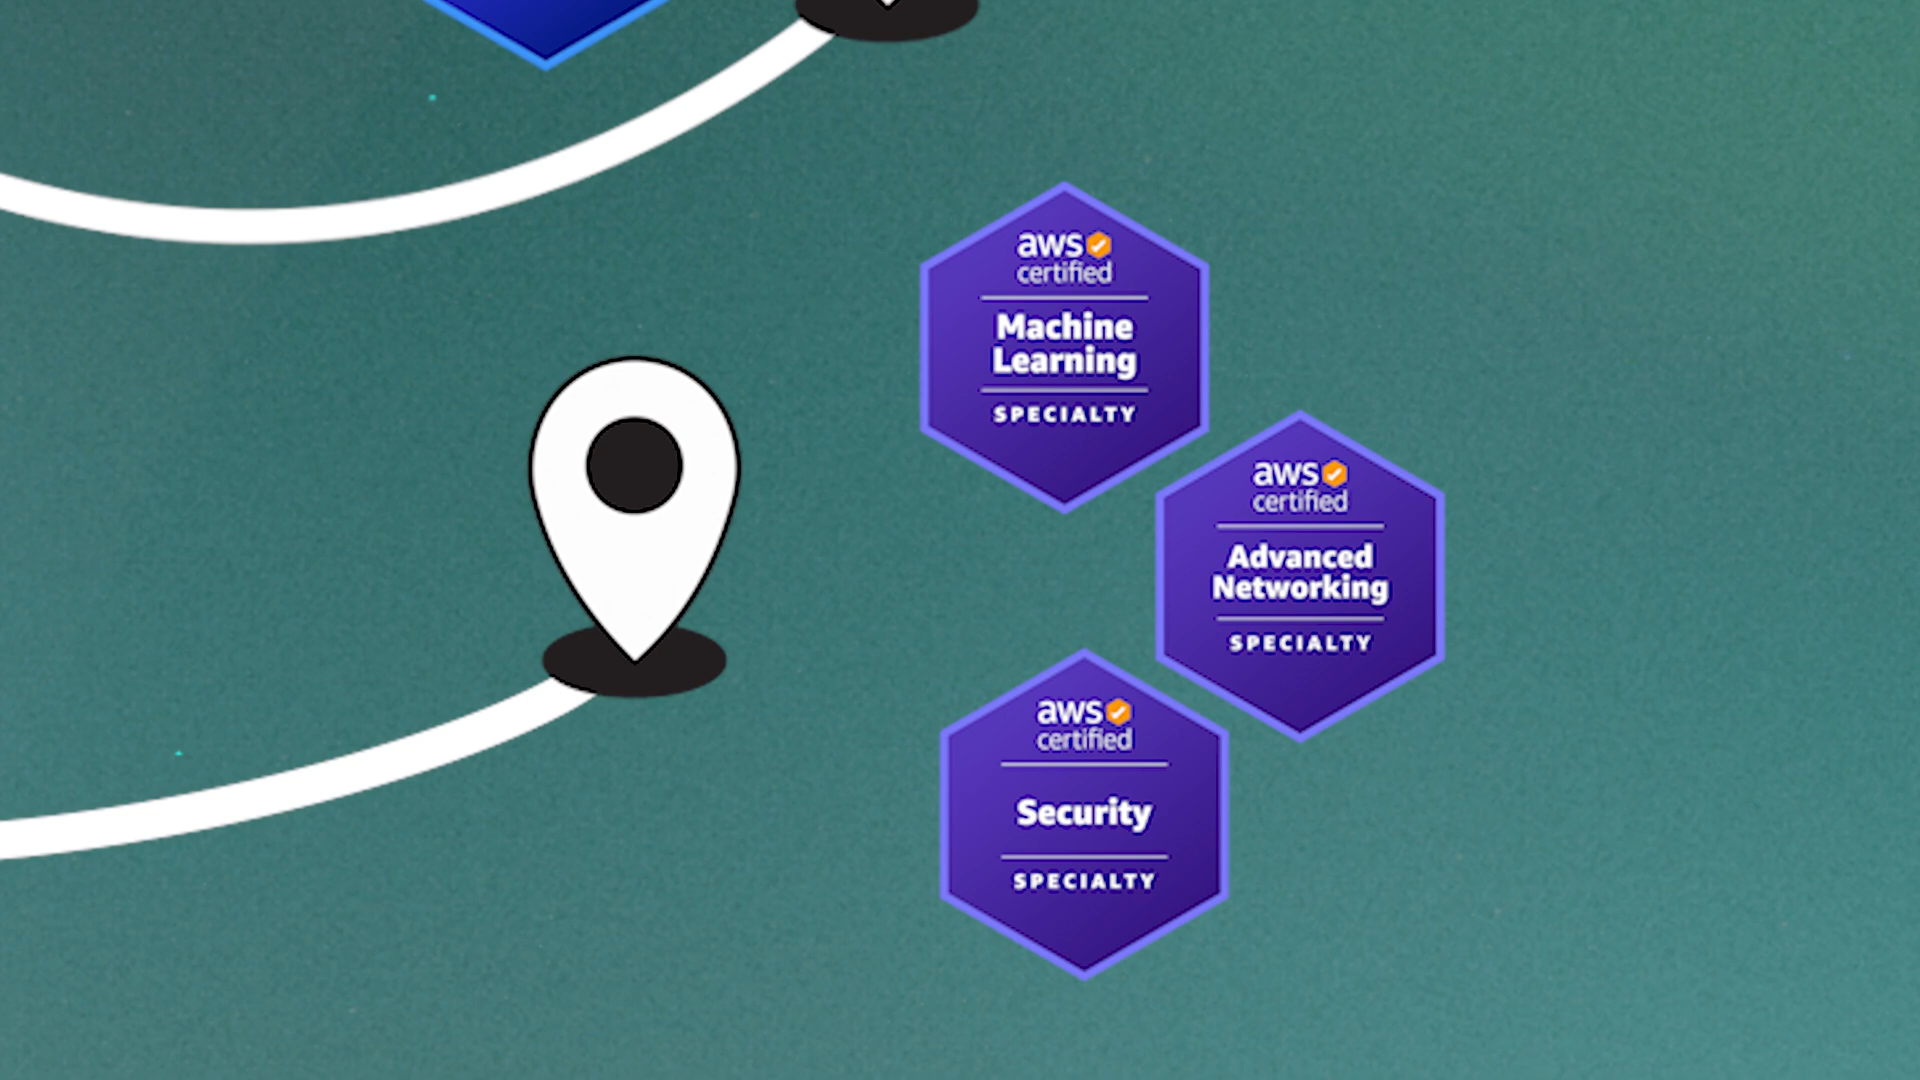 aws
certified
Machine
Learning
SPECIALTY
aws
certified
Advanced
Networking
SPECIALTY
aws
certified
Security
SPECIALTY